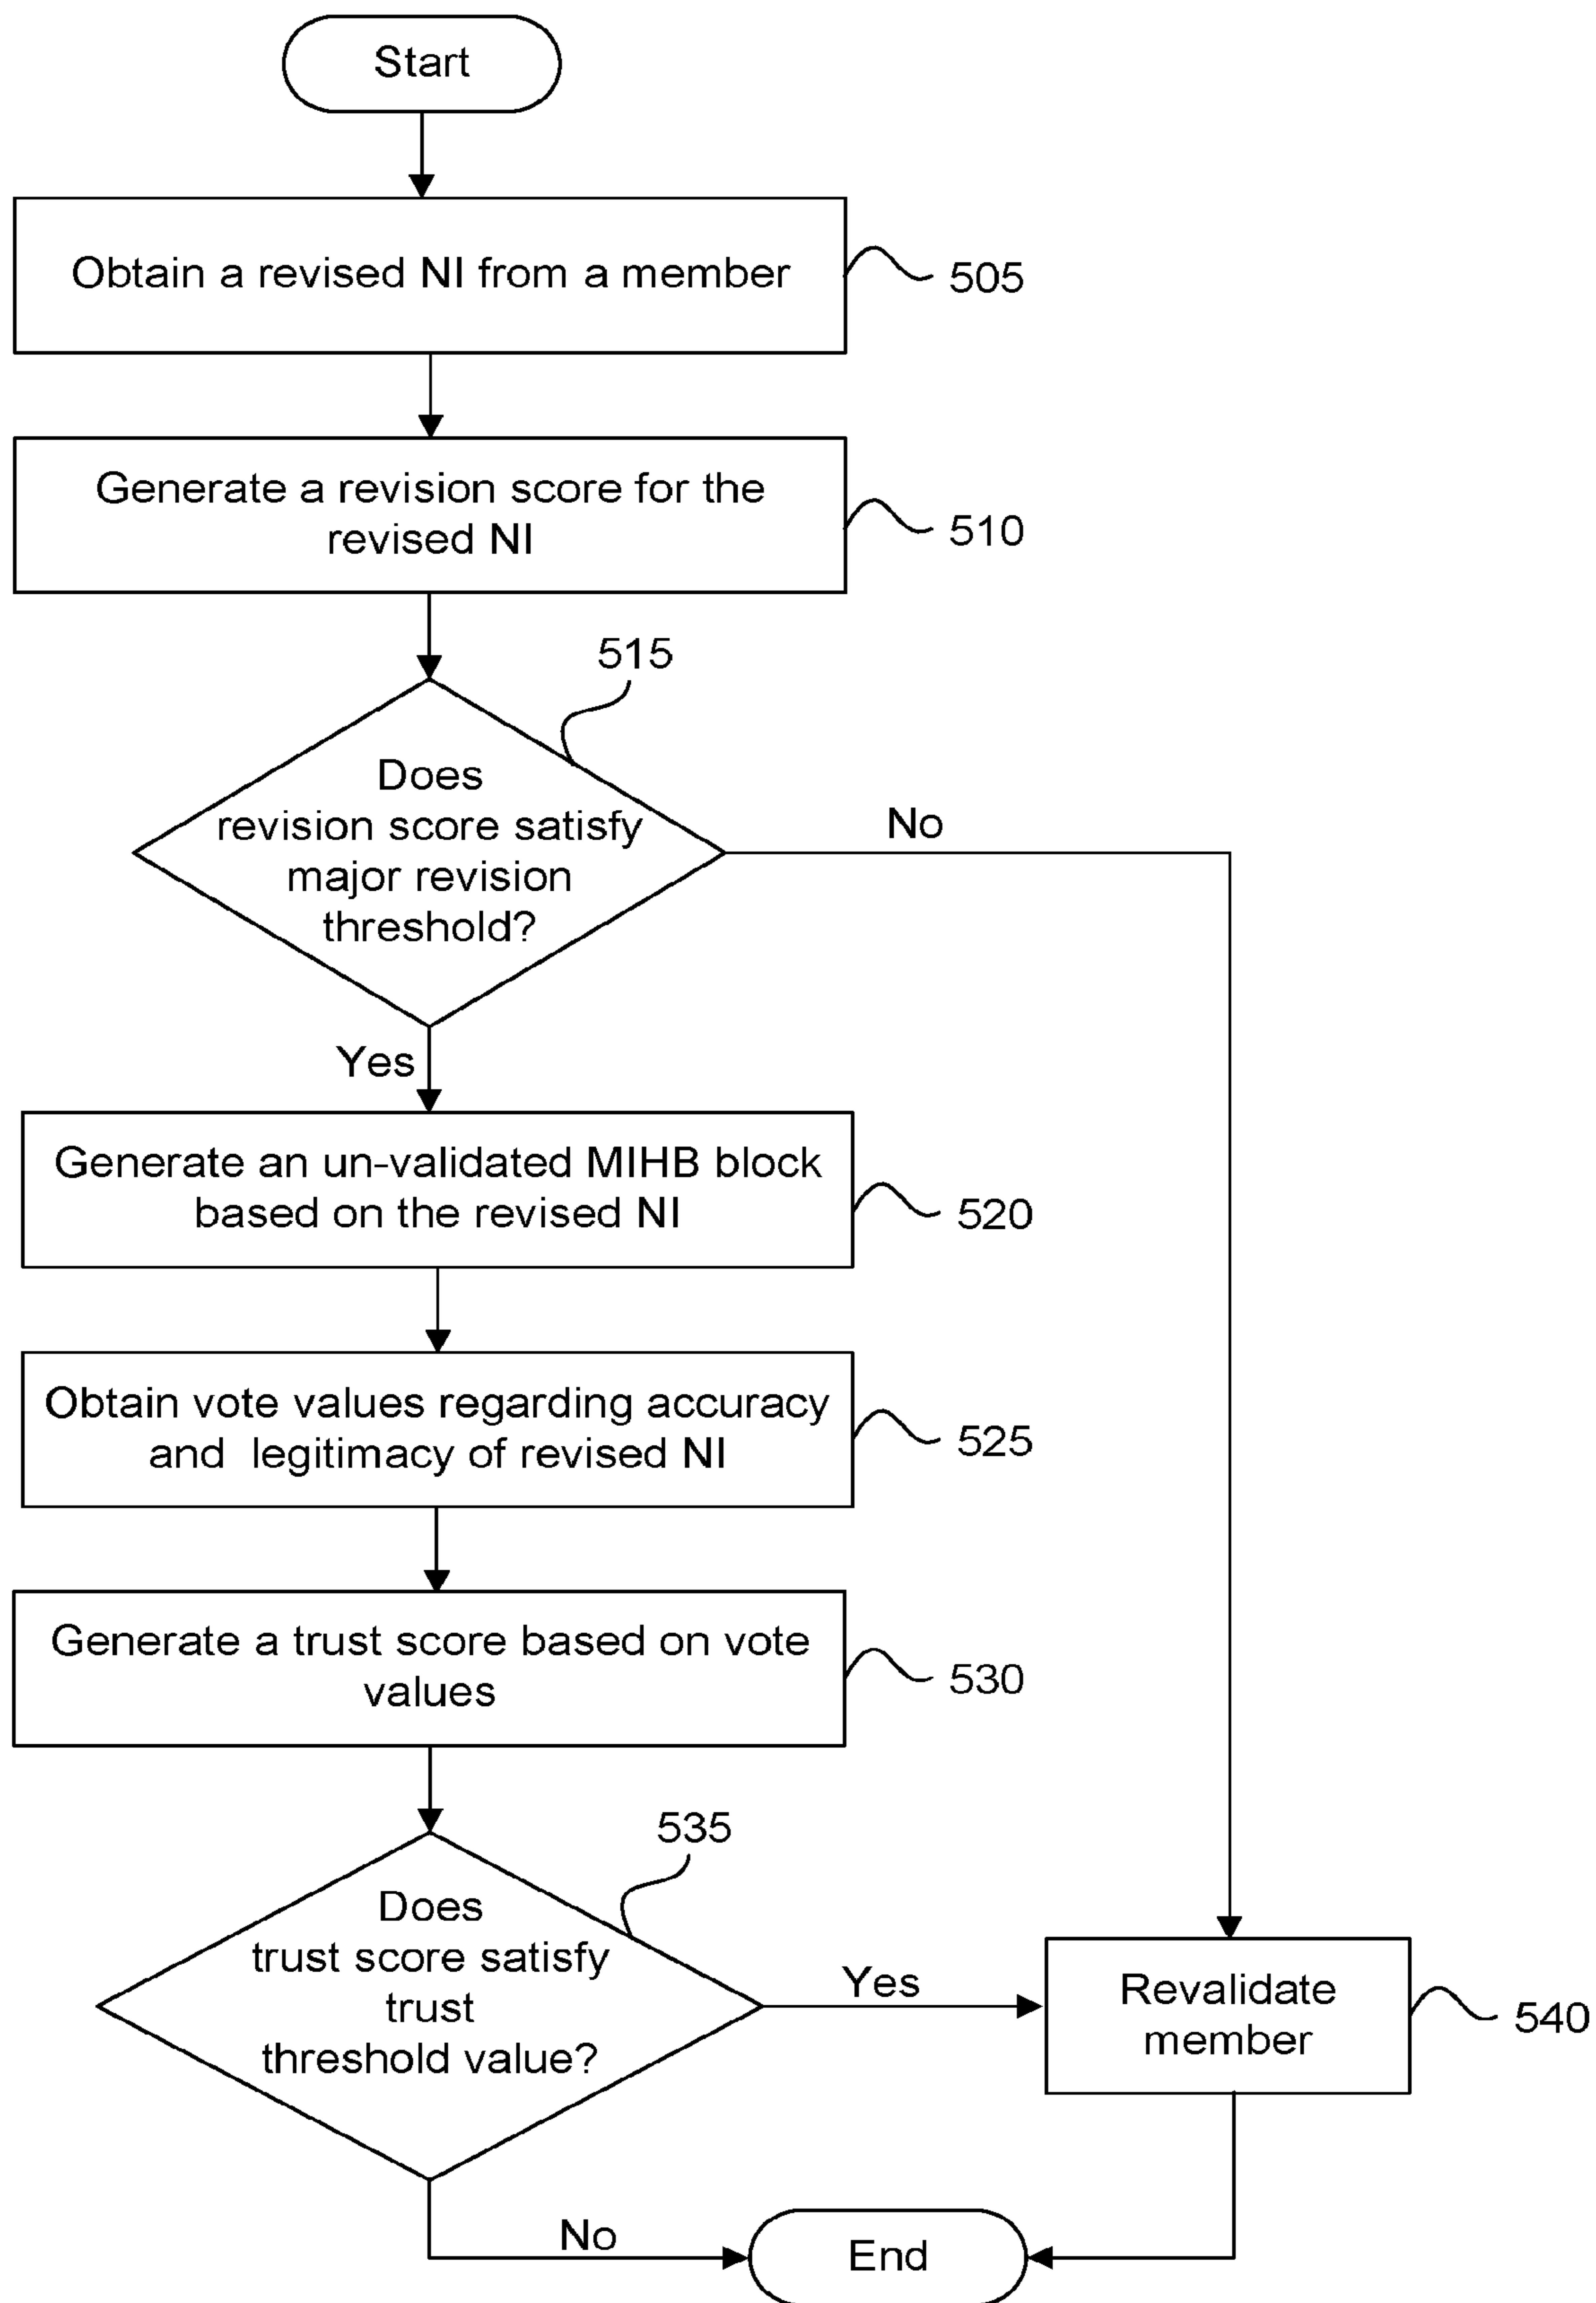 Start
Obtain a revised NI from a member
505
Generate a revision score for the
revised NI
510
515
Does
revision score satisfy
major revision
threshold?
No
Yes
Generate an un-validated MIHB block
based on the revised NI
520
Obtain vote values regarding accuracy
and legitimacy of revised NI
525
Generate a trust score based on vote
values
530
535
Does
trust score satisfy
trust
threshold value?
Yes
Revalidate
member
540
No
End